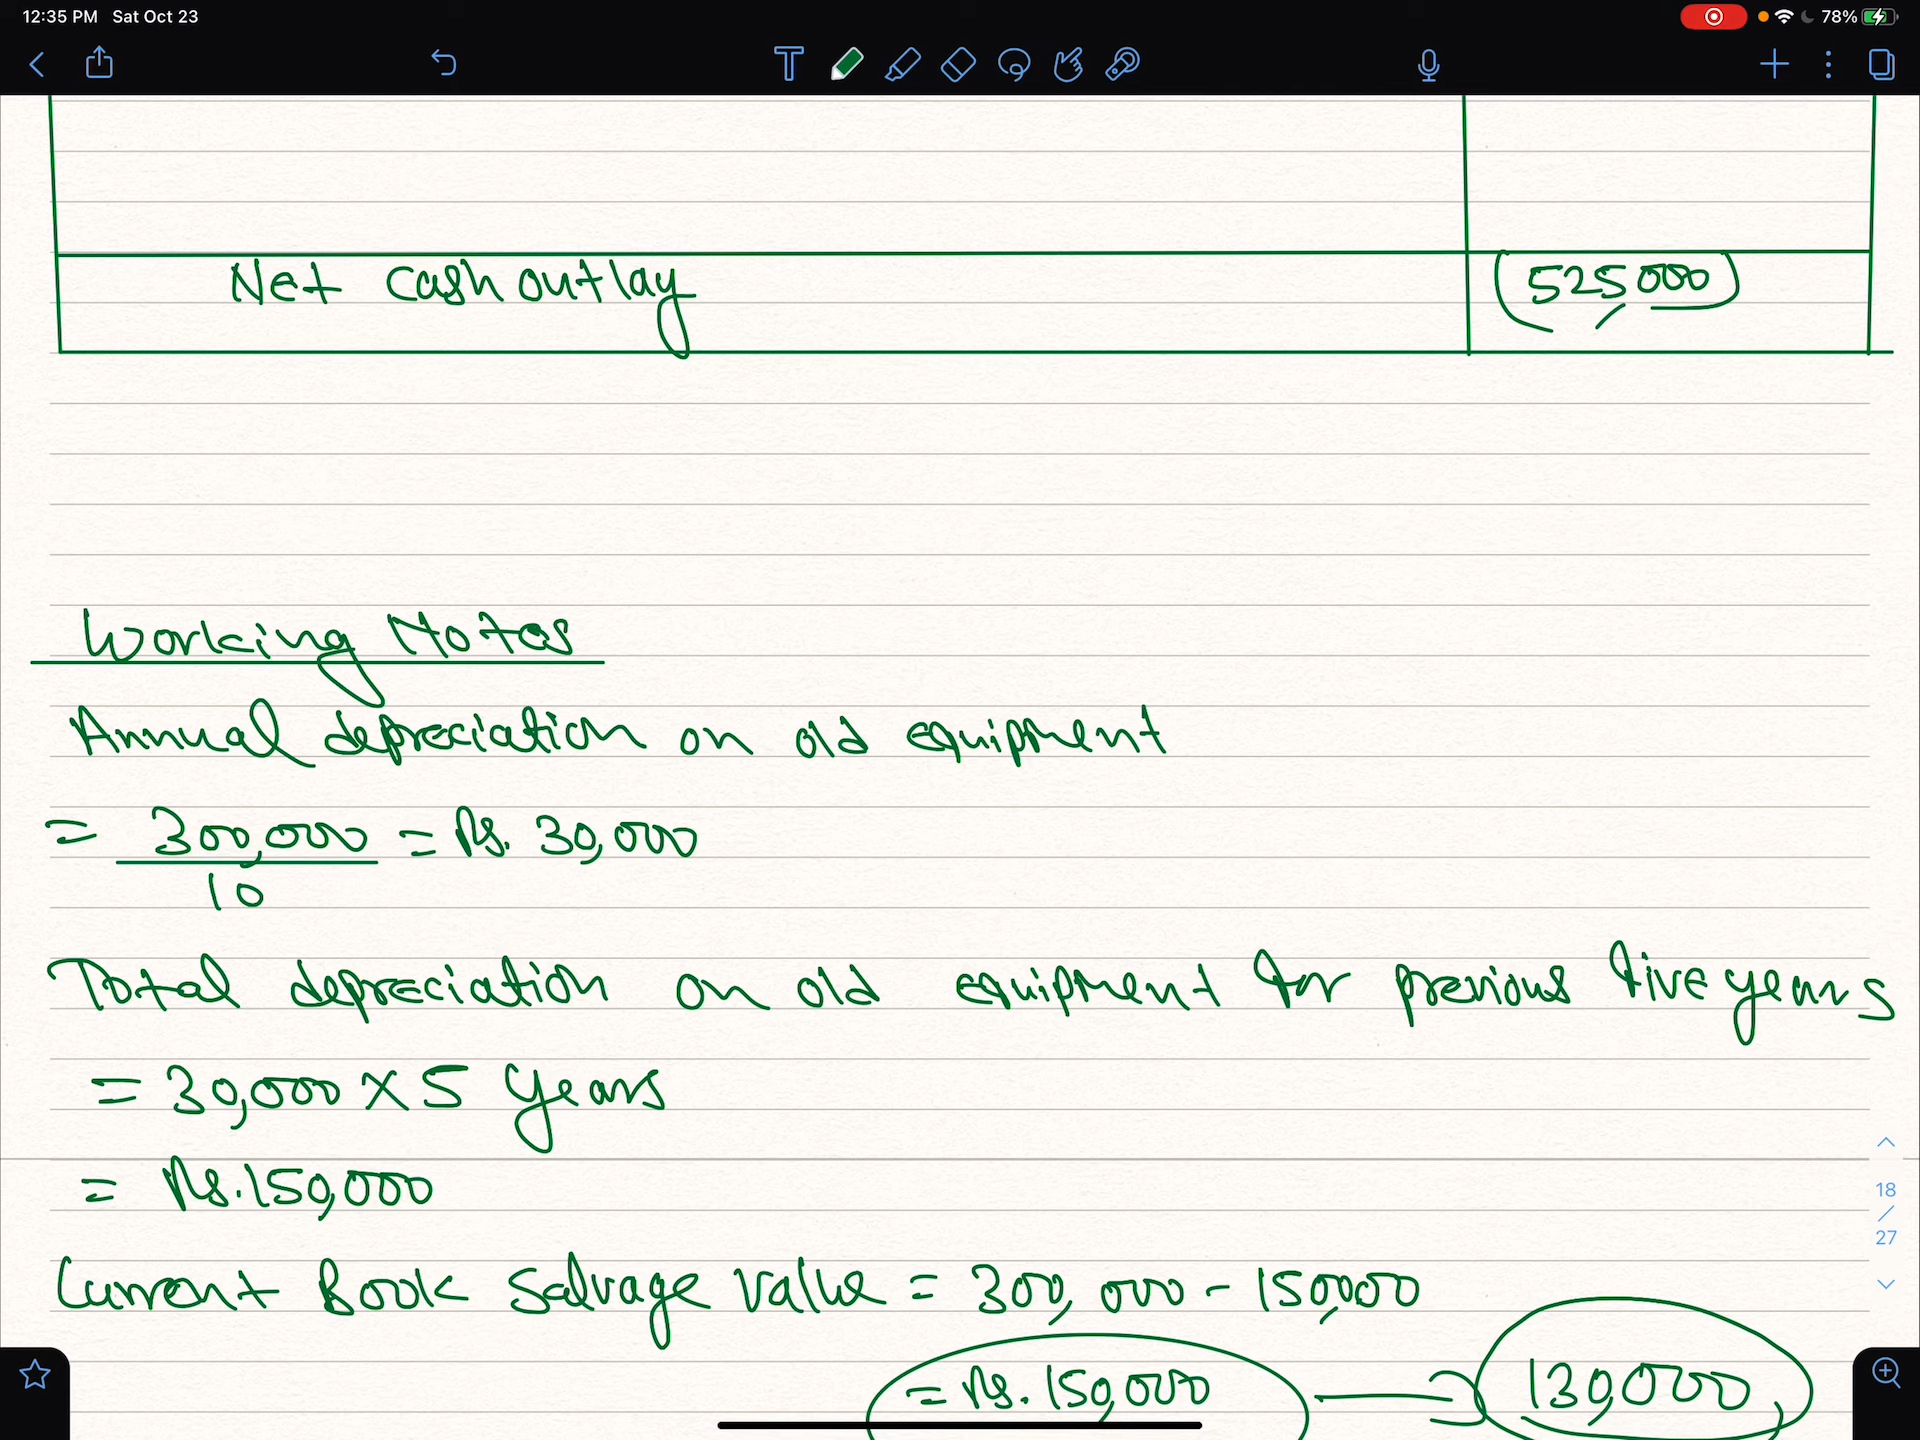 12:35 PM Sat Oct 23
78%
Net cash outlay (525,000)
Working Notes
Annual depreciation on old equipment
= 300,000 = Rs. 30,000
10
Total depreciation on old equipment for previous five years
= 30,000 × 5 years
= Rs. 150,000
18
/
27
Current Book Salvage Value = 300,000 - 150,000
= Rs. 150,000 → 130,000